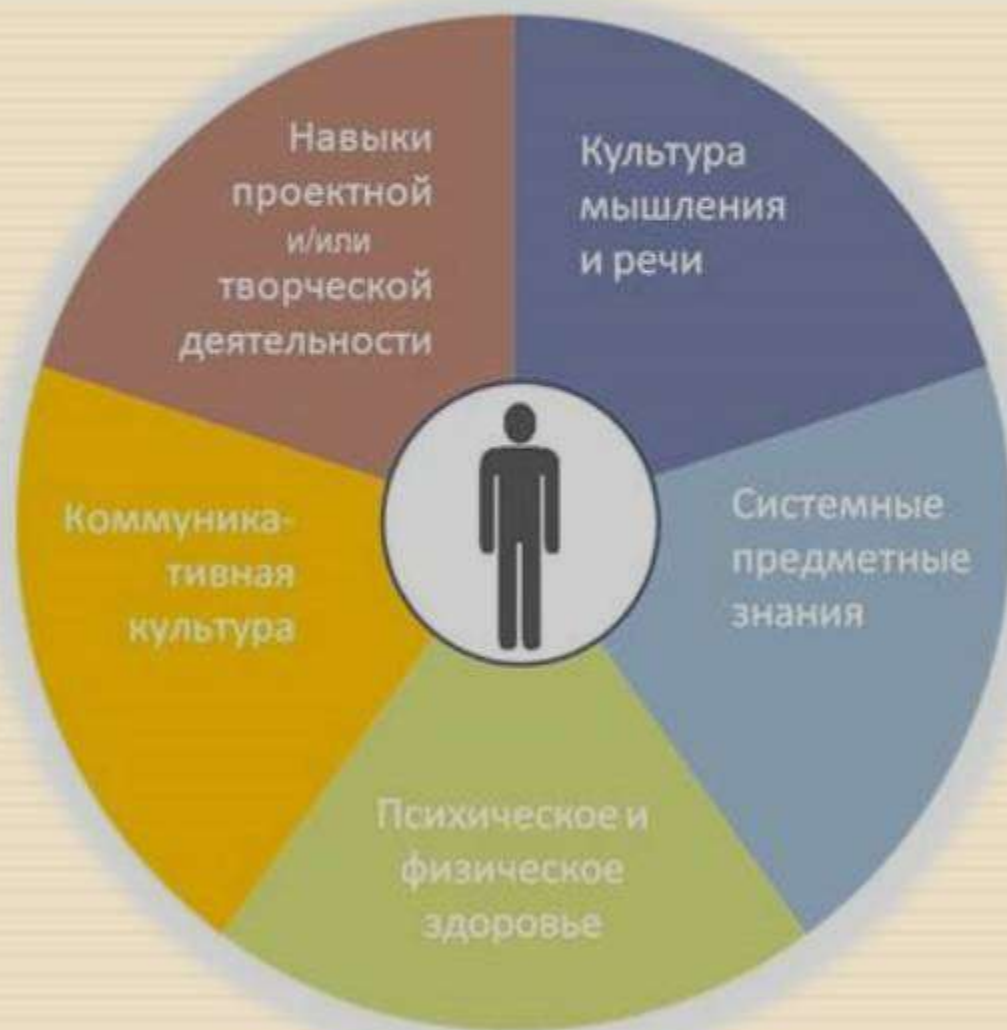 Навыки
проектной
и/или
творческой
деятельности
Культура
мышления
и речи
Коммуника-
тивная
культура
Системные
предметные
знания
Психическое и
физическое
здоровье